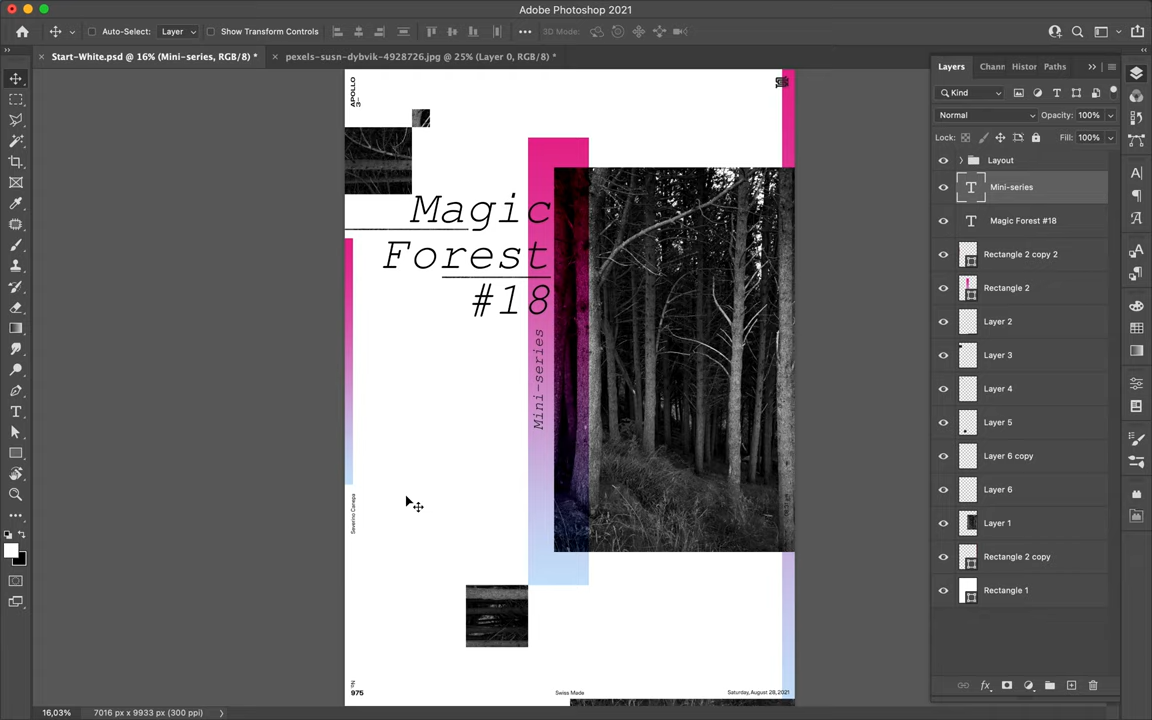 Adobe Photoshop 2021
Auto-Select:
Layer
Show Transform Controls
3D Mode:
Start-White.psd @ 16% (Mini-series, RGB/8) *
pexels-susn-dybvik-4928726.jpg @ 25% (Layer 0, RGB/8) *
APOLLO
3
Magic
Forest
#18
Mini-series
Severino Canepa
N
975
Swiss Made
Saturday, August 28, 2021
Layers
Chann
Histor
Paths
Kind
Normal
Opacity: 100%
Lock:
Fill: 100%
Layout
Mini-series
Magic Forest #18
Rectangle 2 copy 2
Rectangle 2
Layer 2
Layer 3
Layer 4
Layer 5
Layer 6 copy
Layer 6
Layer 1
Rectangle 2 copy
Rectangle 1
16,03%
7016 px x 9933 px (300 ppi)